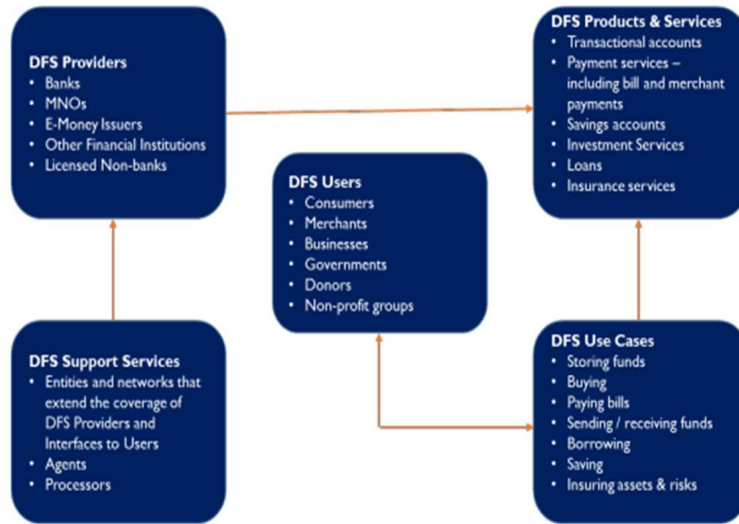 DFS Providers
• Banks
• MNOs
• E-Money Issuers
• Other Financial Institutions
• Licensed Non-banks
DFS Products & Services
• Transactional accounts
• Payment services –
including bill and merchant
payments
• Savings accounts
• Investment Services
• Loans
• Insurance services
DFS Users
• Consumers
• Merchants
• Businesses
• Governments
• Donors
• Non-profit groups
DFS Support Services
• Entities and networks that
extend the coverage of
DFS Providers and
Interfaces to Users
• Agents
• Processors
DFS Use Cases
• Storing funds
• Buying
• Paying bills
• Sending / receiving funds
• Borrowing
• Saving
• Insuring assets & risks